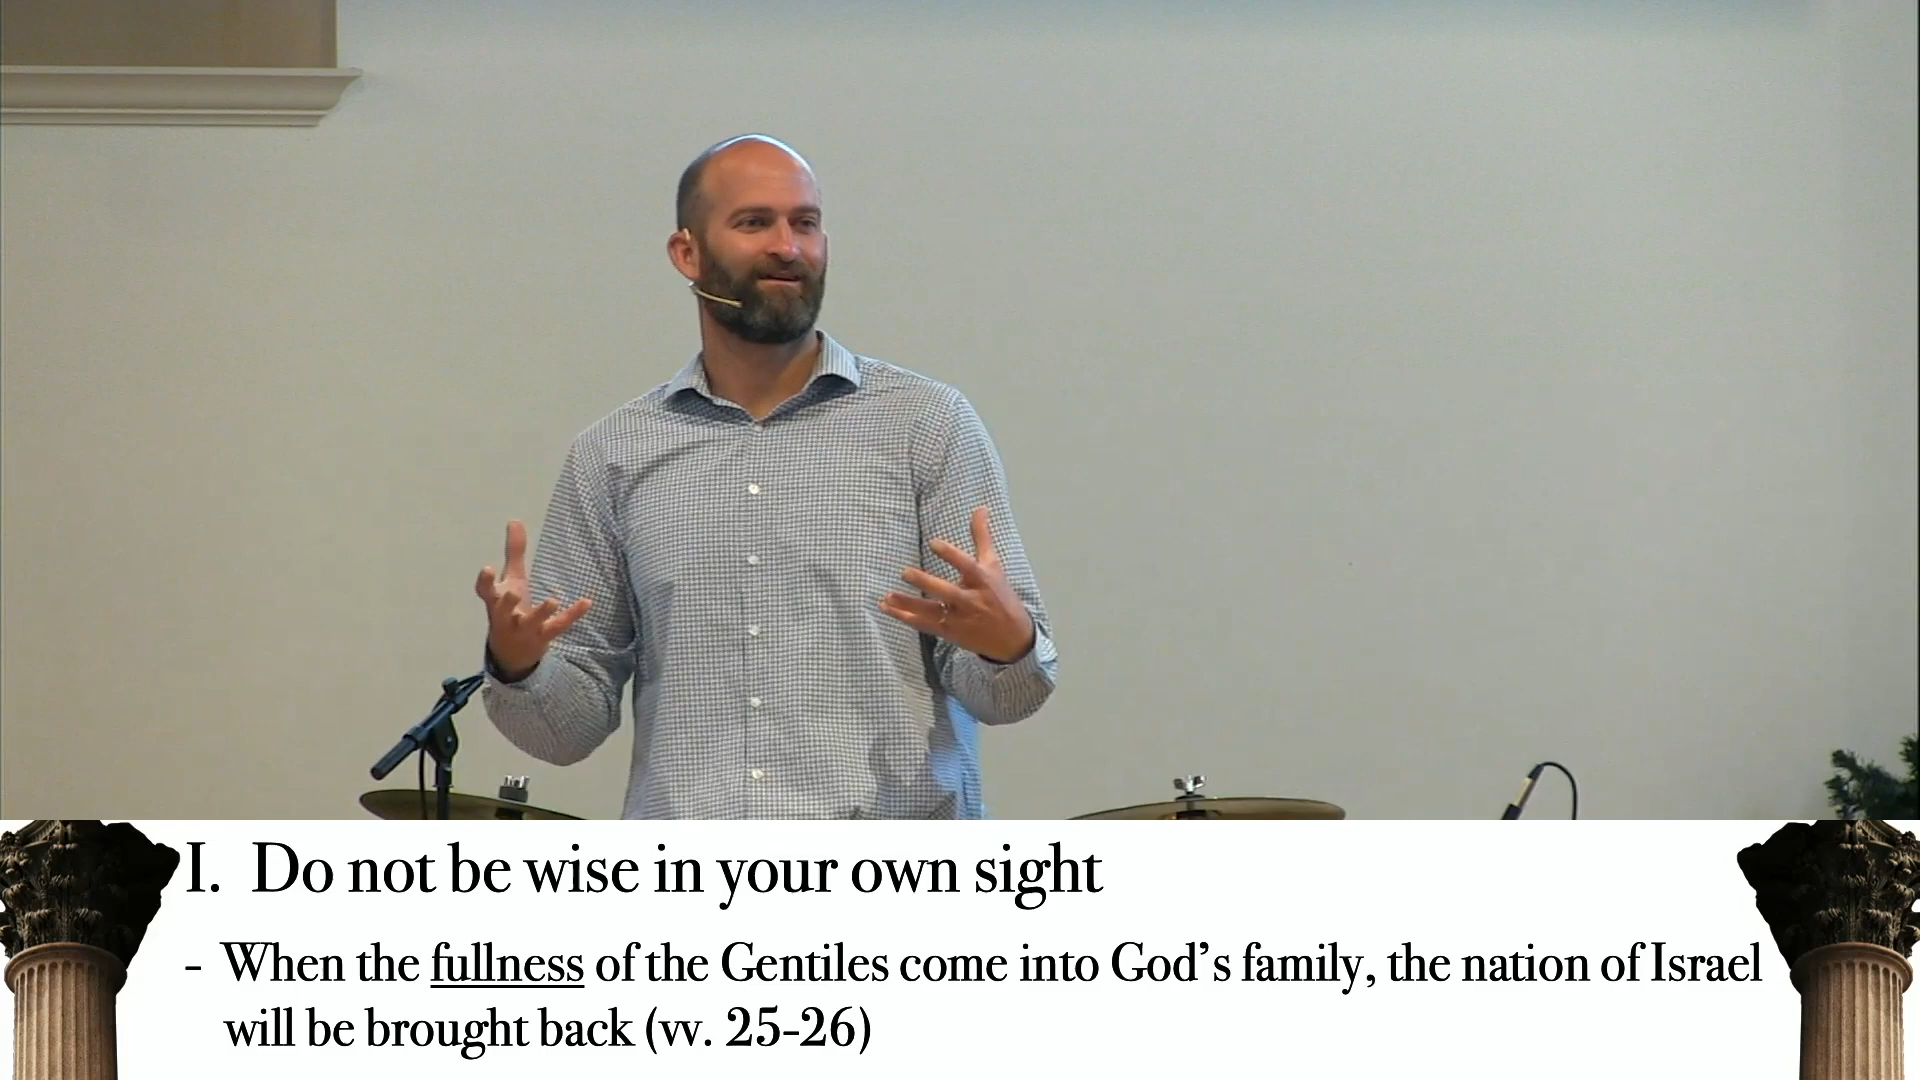 I. Do not be wise in your own sight
- When the fullness of the Gentiles come into God’s family, the nation of Israel
will be brought back (vv. 25-26)